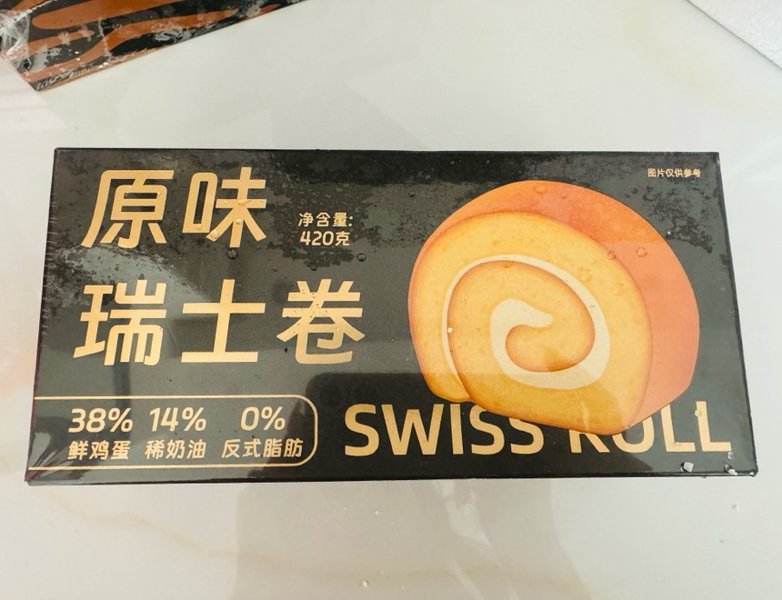 原味
净含量:
420克
瑞士卷
图片仅供参考
38% 14% 0%
鲜鸡蛋 稀奶油 反式脂肪
SWISS ROLL